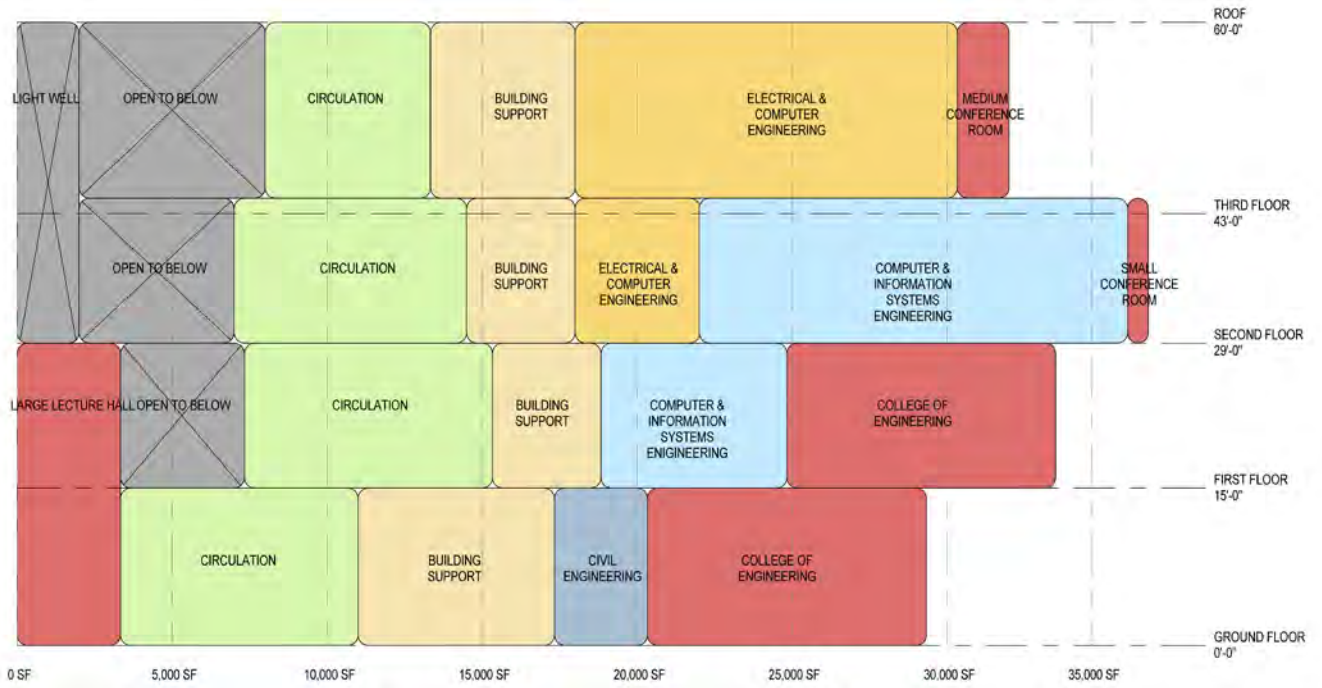 ROOF
60'-0"
LIGHT WELL
OPEN TO BELOW
CIRCULATION
BUILDING
SUPPORT
ELECTRICAL &
COMPUTER
ENGINEERING
MEDIUM
CONFERENCE
ROOM
THIRD FLOOR
43'-0"
OPEN TO BELOW
CIRCULATION
BUILDING
SUPPORT
ELECTRICAL &
COMPUTER
ENGINEERING
COMPUTER &
INFORMATION
SYSTEMS
ENGINEERING
SMALL
CONFERENCE
ROOM
SECOND FLOOR
29'-0"
LARGE LECTURE HALL
OPEN TO BELOW
CIRCULATION
BUILDING
SUPPORT
COMPUTER &
INFORMATION
SYSTEMS
ENIGINEERING
COLLEGE OF
ENGINEERING
FIRST FLOOR
15'-0"
CIRCULATION
BUILDING
SUPPORT
CIVIL
ENGINEERING
COLLEGE OF
ENGINEERING
GROUND FLOOR
0'-0"
0 SF
5,000 SF
10,000 SF
15,000 SF
20,000 SF
25,000 SF
30,000 SF
35,000 SF